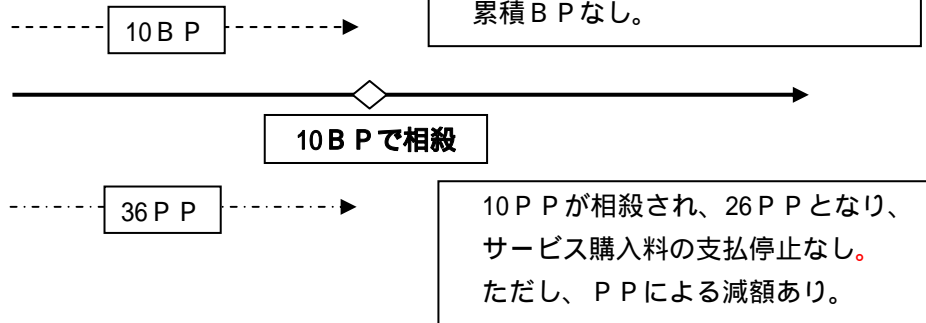 累積ＢＰなし。
10ＢＰ
10ＢＰで相殺
36ＰＰ
10ＰＰが相殺され、26ＰＰとなり、
サービス購入料の支払停止なし。
ただし、ＰＰによる減額あり。